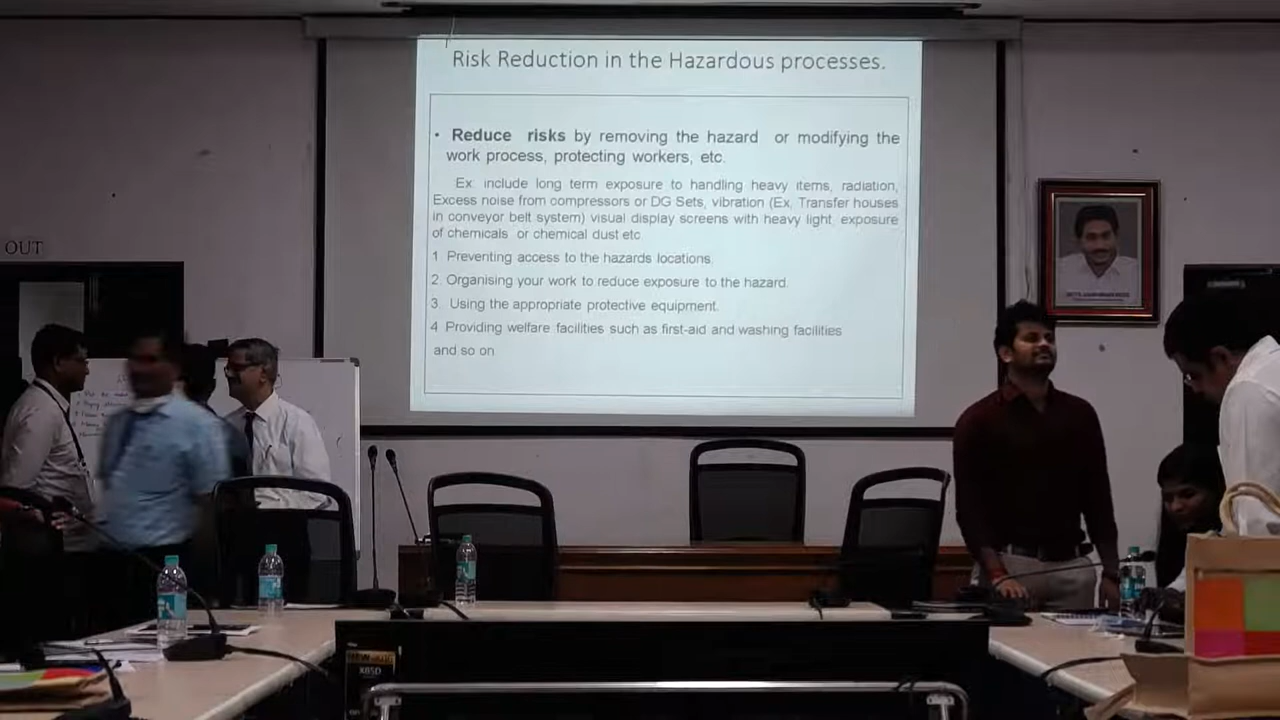 Risk Reduction in the Hazardous processes.
• Reduce risks by removing the hazard or modifying the
work process, protecting workers, etc.
Ex. include long term exposure to handling heavy items, radiation,
Excess noise from compressors or DG Sets, vibration (Ex. Transfer houses
in conveyor belt system) visual display screens with heavy light, exposure
of chemicals or chemical dust etc.
1 Preventing access to the hazards locations.
2. Organising your work to reduce exposure to the hazard.
3. Using the appropriate protective equipment.
4 Providing welfare facilities such as first-aid and washing facilities
and so on
OUT